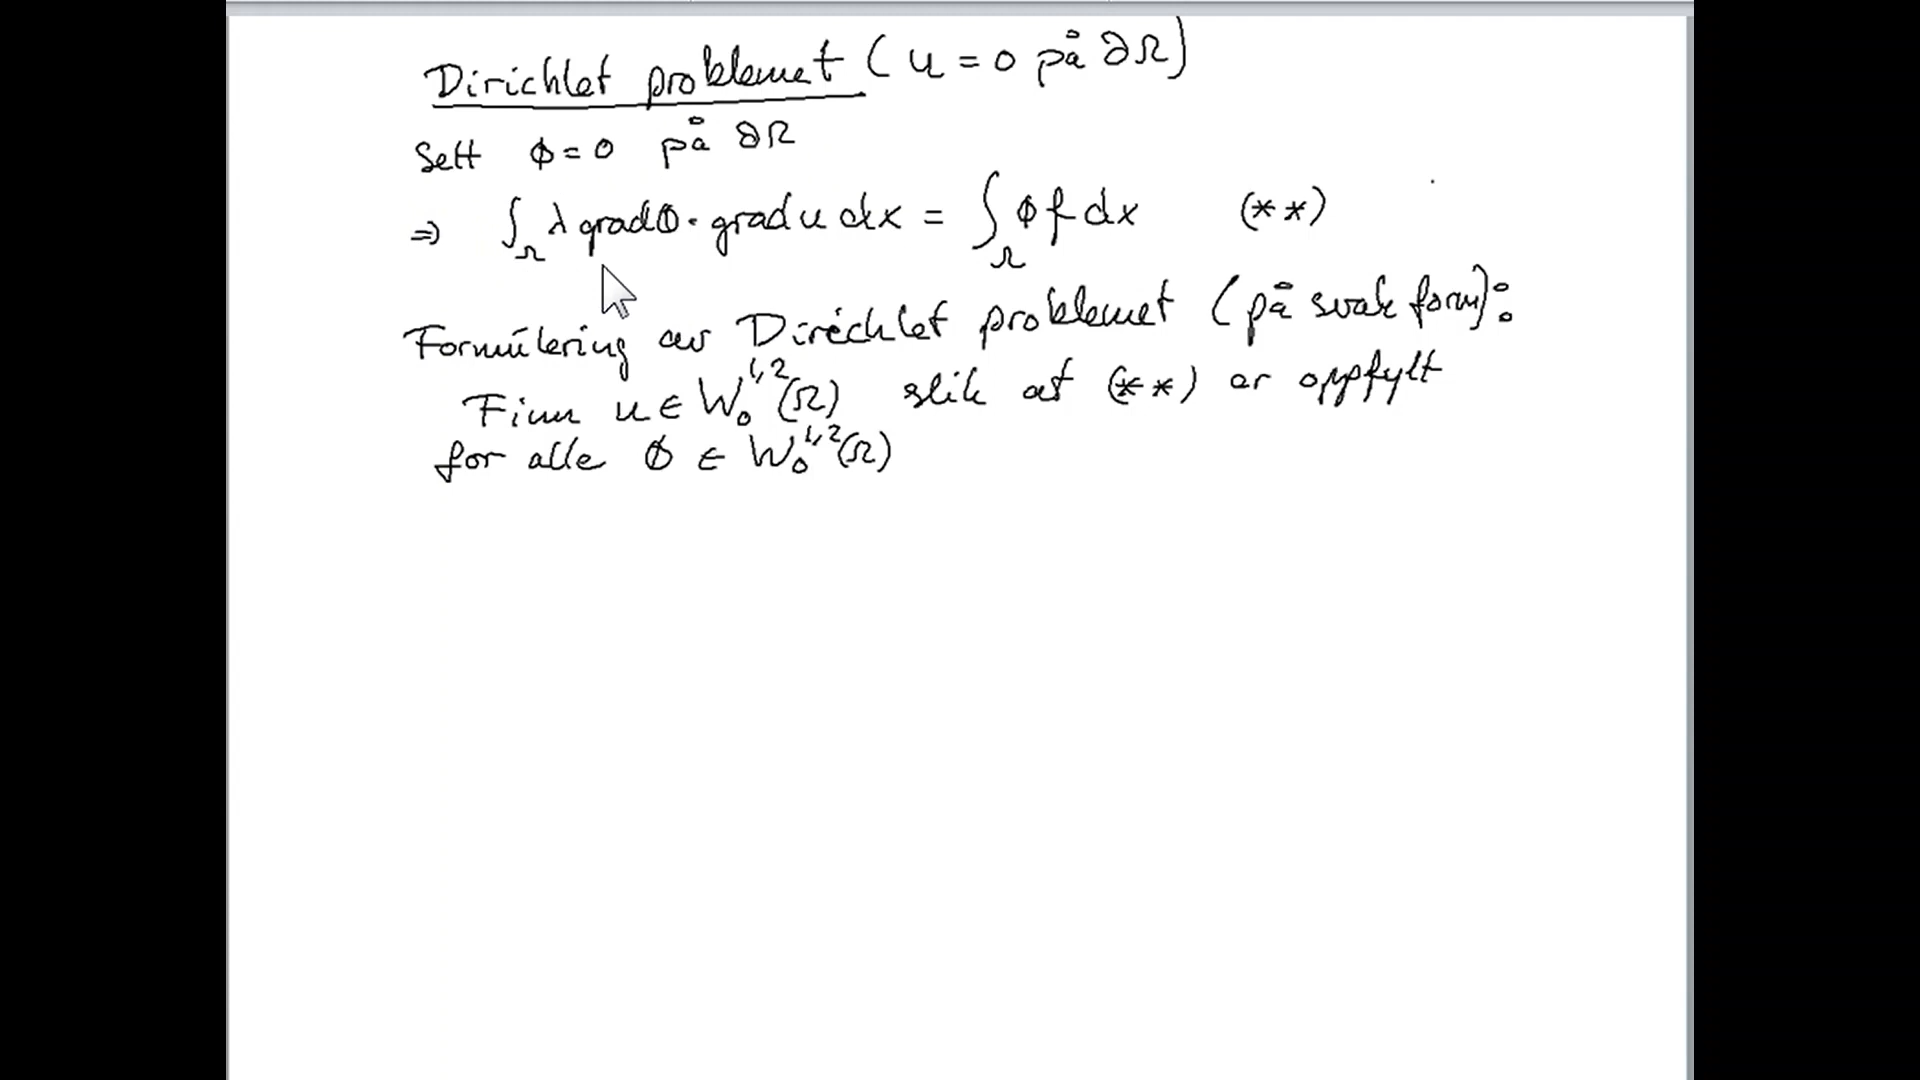 Dirichlet problemet (u = 0 på ∂Ω)
Sett ϕ = 0 på ∂Ω
⇒ ∫_Ω λ grad ϕ · grad u dx = ∫_Ω ϕ f dx (**)
Formulering av Dirichlet problemet (på svak form):
Finn u ∈ W₀^{1,2}(Ω) slik at (**) er oppfylt
for alle ϕ ∈ W₀^{1,2}(Ω)